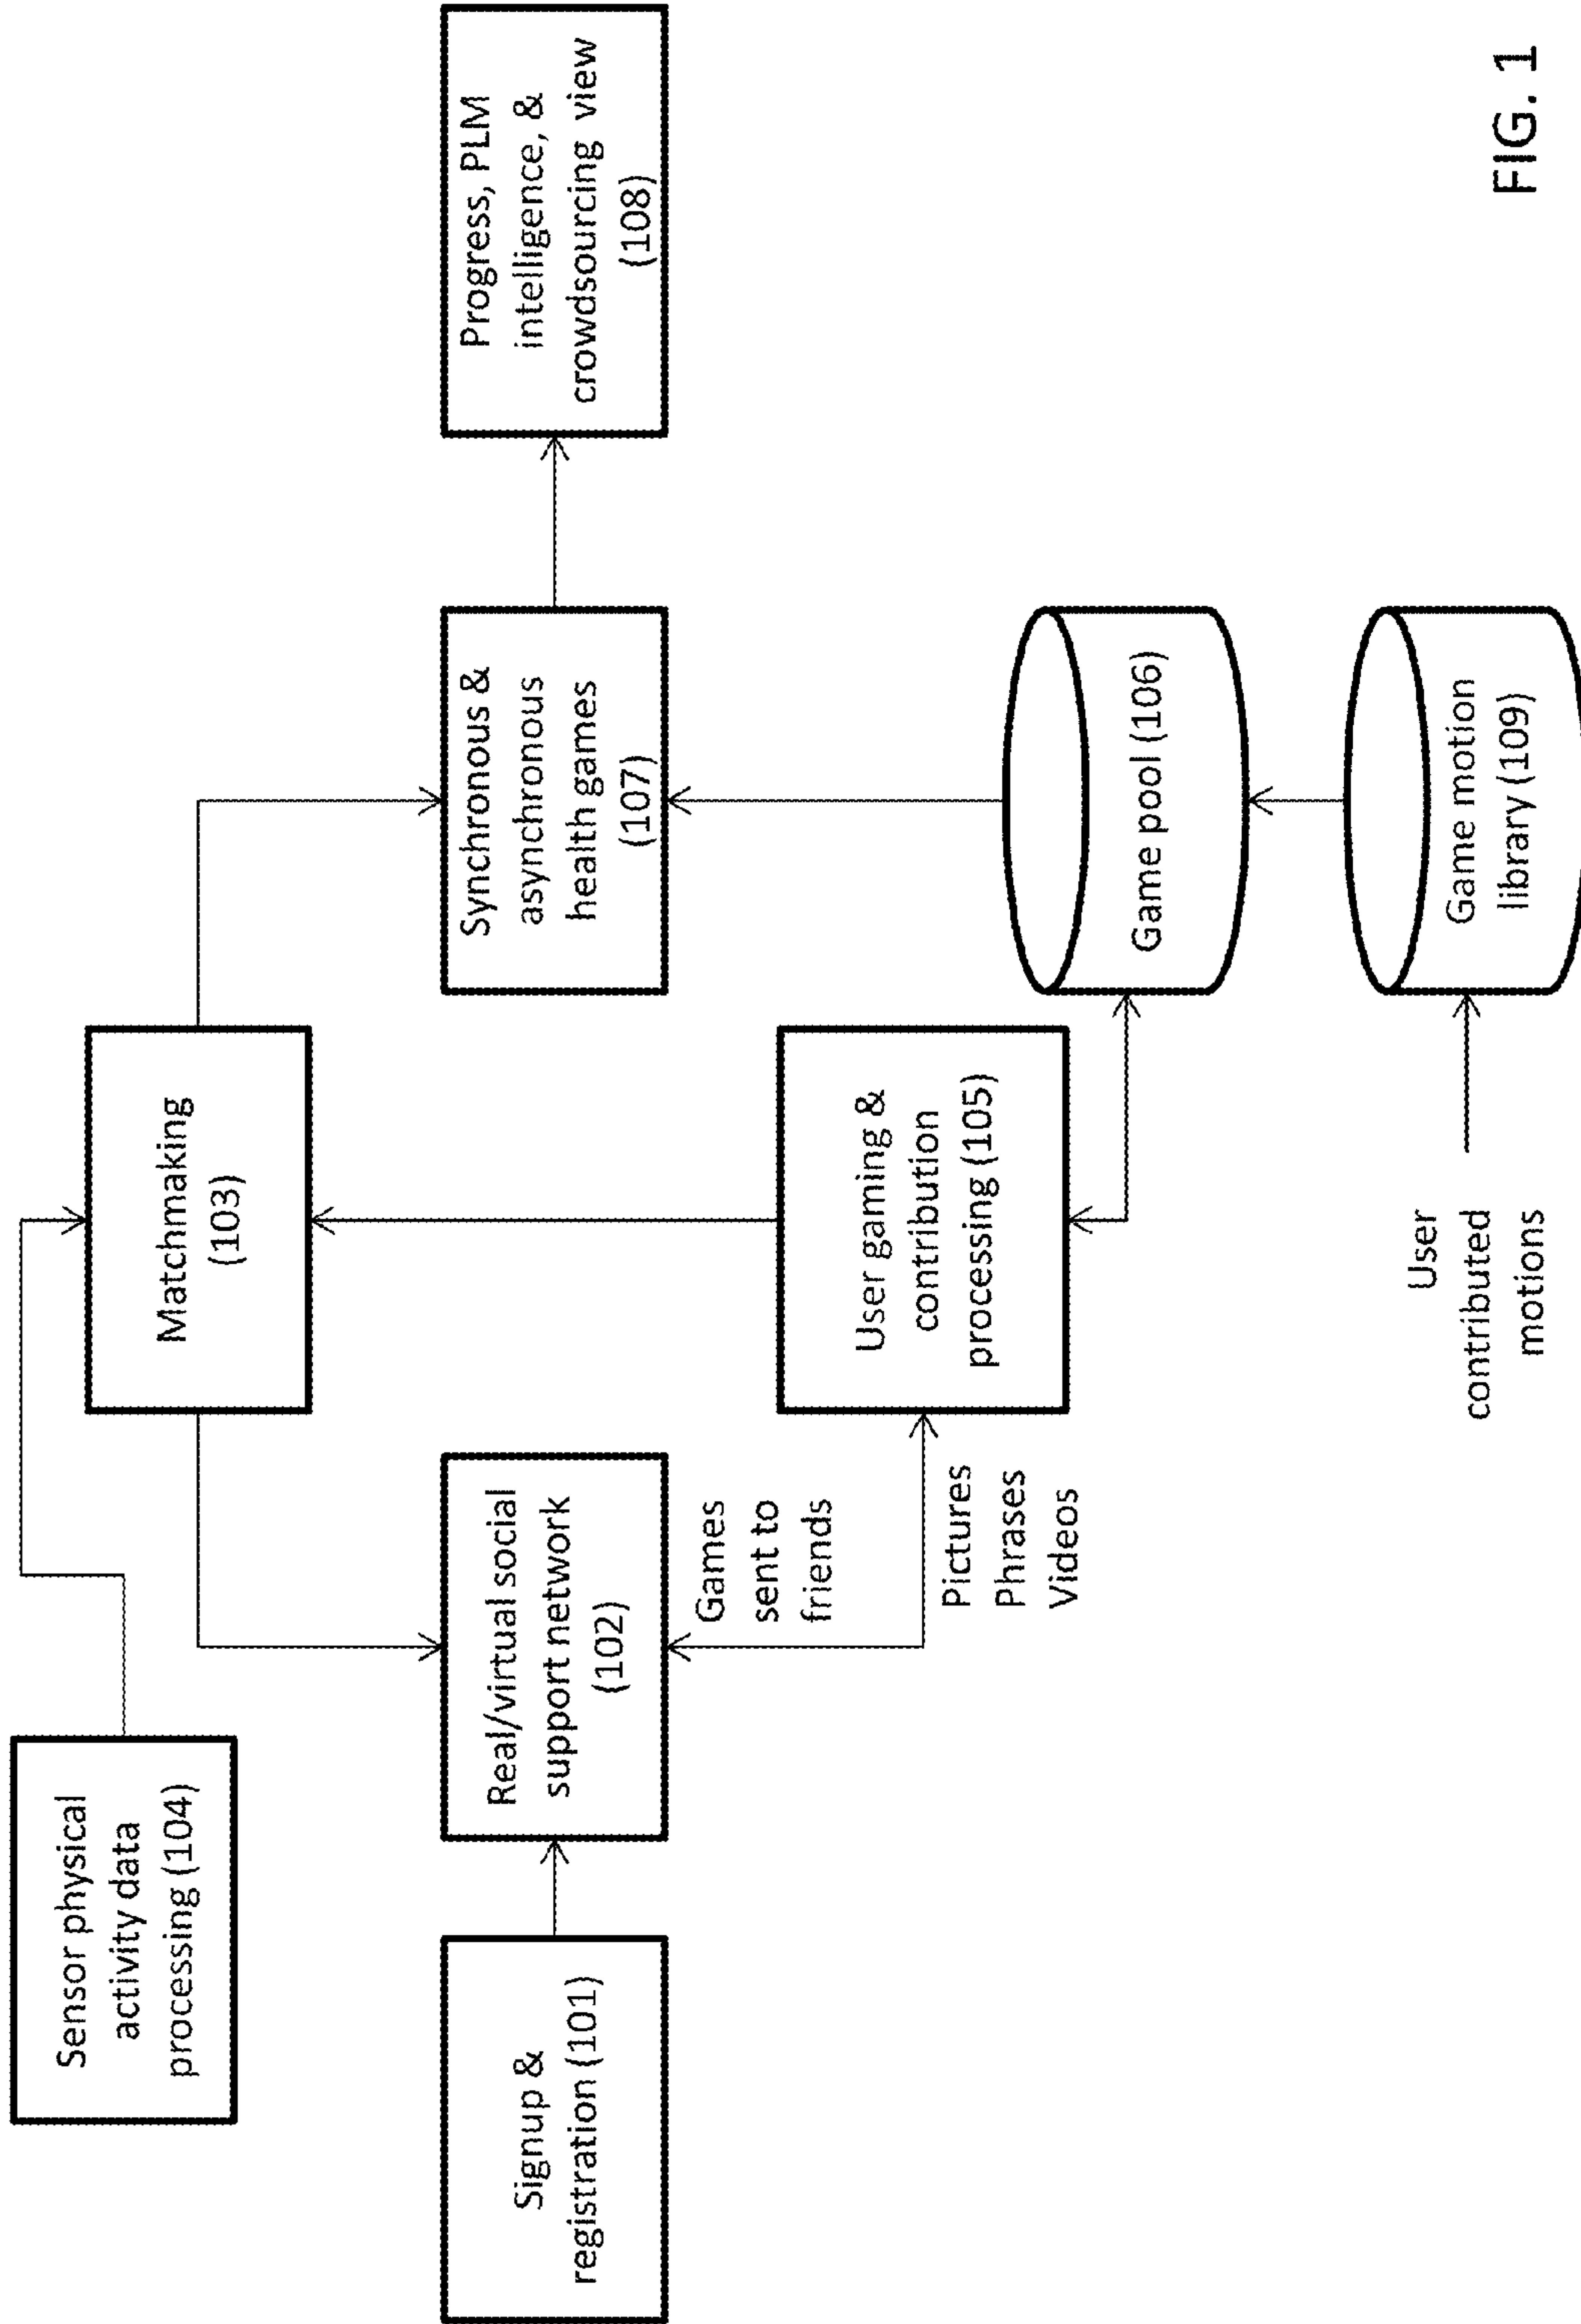 Sensor physical
activity data
processing (104)
Matchmaking
(103)
Signup &
registration (101)
Real/virtual social
support network
(102)
Synchronous &
asynchronous
health games
(107)
Progress, PLM
intelligence, &
crowdsourcing view
(108)
Games
sent to
friends
Pictures
Phrases
Videos
User gaming &
contribution
processing (105)
Game pool (106)
User
contributed
motions
Game motion
library (109)
FIG. 1